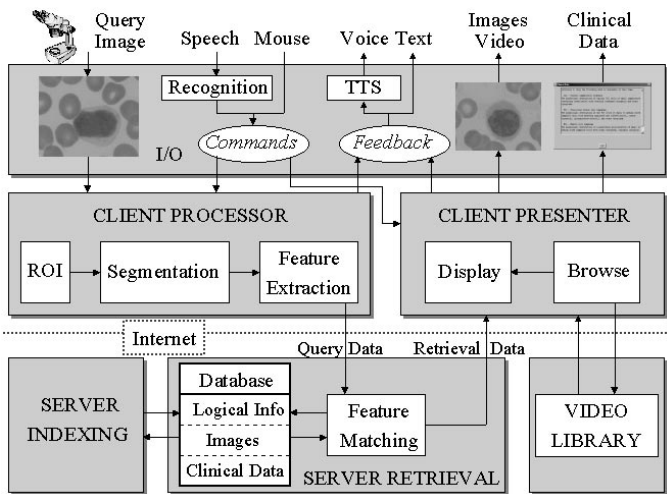 Query
Image
Speech
Mouse
Voice
Text
Images
Video
Clinical
Data
Recognition
TTS
I/O
Commands
Feedback
CLIENT PROCESSOR
CLIENT PRESENTER
ROI
Segmentation
Feature
Extraction
Display
Browse
Internet
Query Data
Retrieval Data
SERVER
INDEXING
Database
Logical Info
Images
Clinical Data
Feature
Matching
SERVER RETRIEVAL
VIDEO
LIBRARY